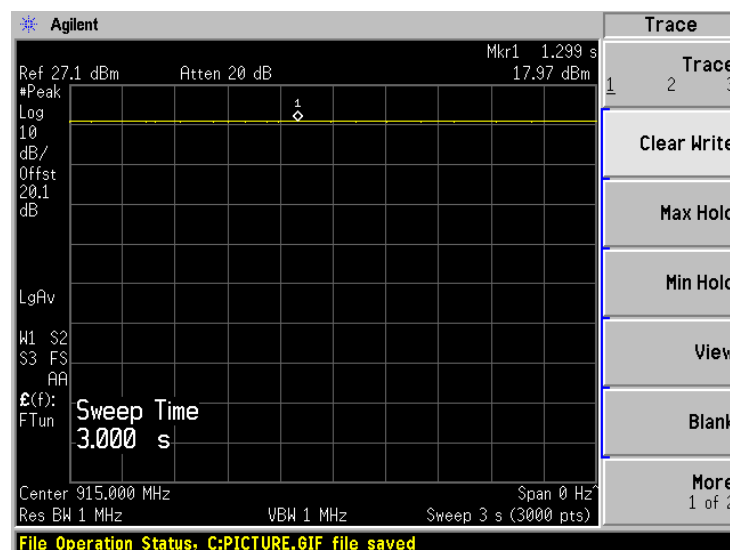 Agilent
Trace
Mkr1 1.299 s
Ref 27.1 dBm Atten 20 dB 17.97 dBm
#Peak
Log
10
dB/
Offst
20.1
dB
1
LgAv
W1 S2
S3 FS
AA
£(f):
FTun
Sweep Time
3.000 s
Center 915.000 MHz Span 0 Hz^
Res BW 1 MHz VBW 1 MHz Sweep 3 s (3000 pts)
File Operation Status, C:PICTURE.GIF file saved
Trace
1 2 3
Clear Write
Max Hold
Min Hold
View
Blank
More
1 of 2